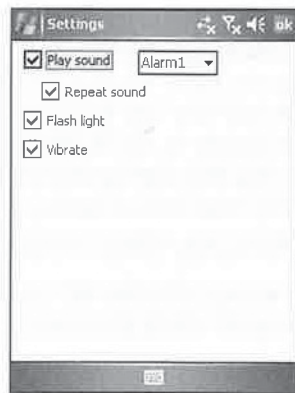 Settings ok
Play sound Alarm1
Repeat sound
Flash light
Vibrate